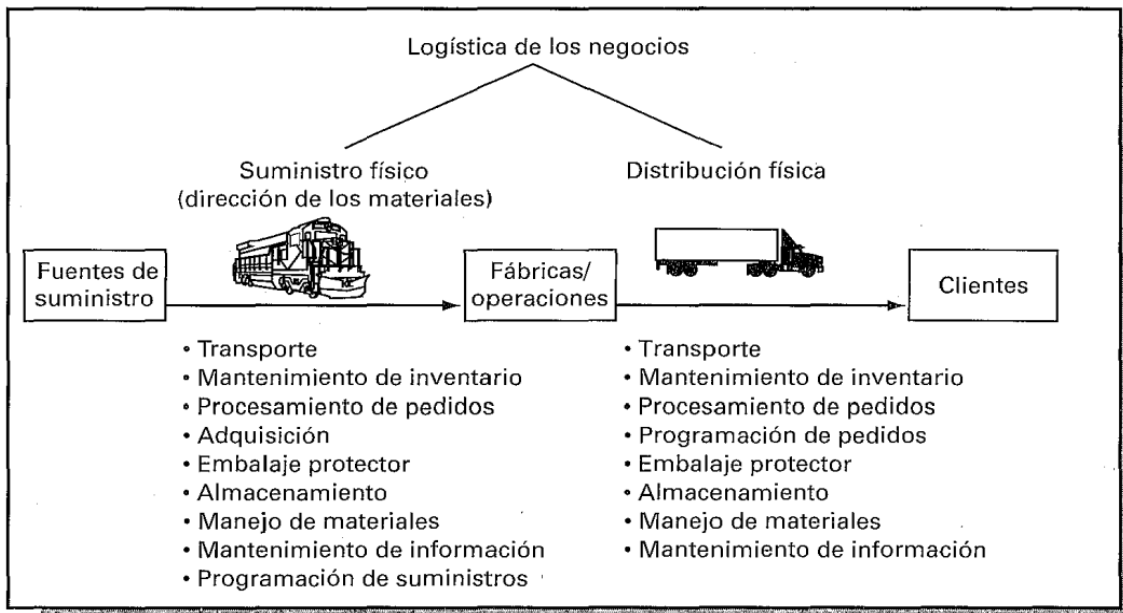 Logística de los negocios
Suministro físico
(dirección de los materiales)
Distribución física
Fuentes de
suministro
Fábricas/
operaciones
Clientes
• Transporte
• Mantenimiento de inventario
• Procesamiento de pedidos
• Adquisición
• Embalaje protector
• Almacenamiento
• Manejo de materiales
• Mantenimiento de información
• Programación de suministros
• Transporte
• Mantenimiento de inventario
• Procesamiento de pedidos
• Programación de pedidos
• Embalaje protector
• Almacenamiento
• Manejo de materiales
• Mantenimiento de información